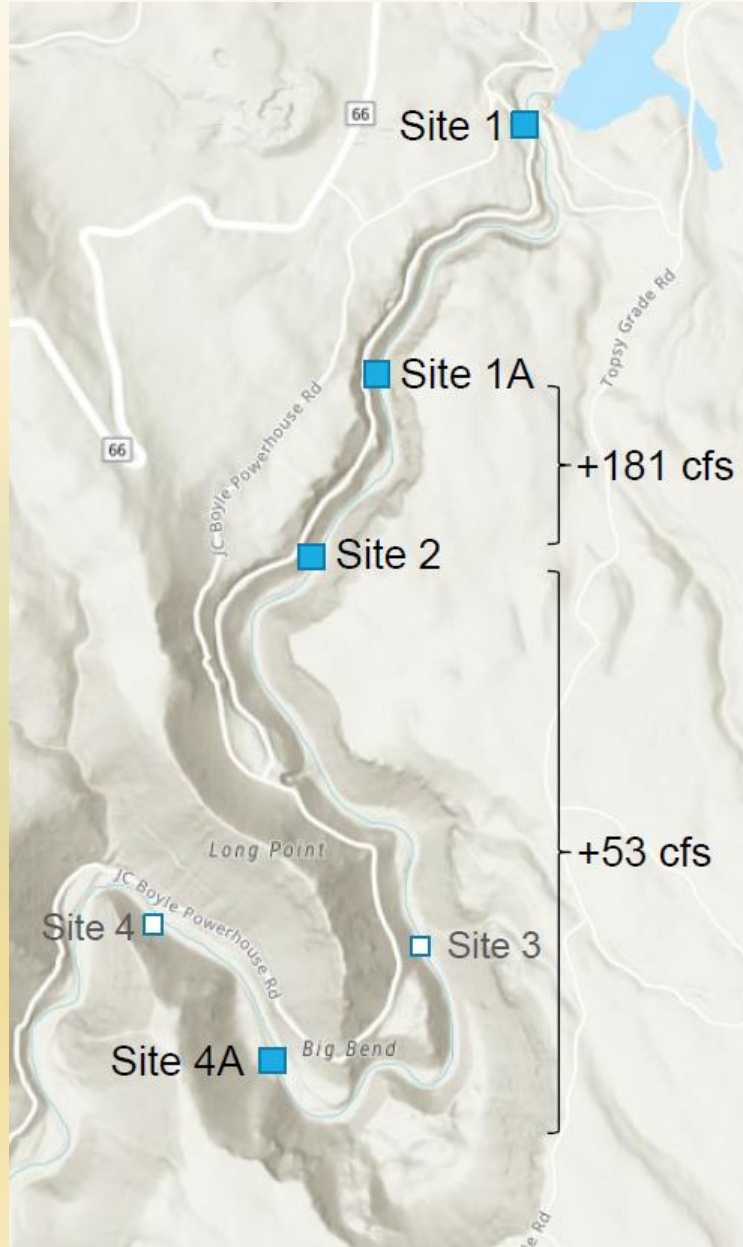 66
Site 1
Topsy Grade Rd
Site 1A
+181 cfs
JC Boyle Powerhouse Rd
66
Site 2
Long Point
+53 cfs
JC Boyle Powerhouse Rd
Site 4
Site 3
Big Bend
Site 4A
Rd